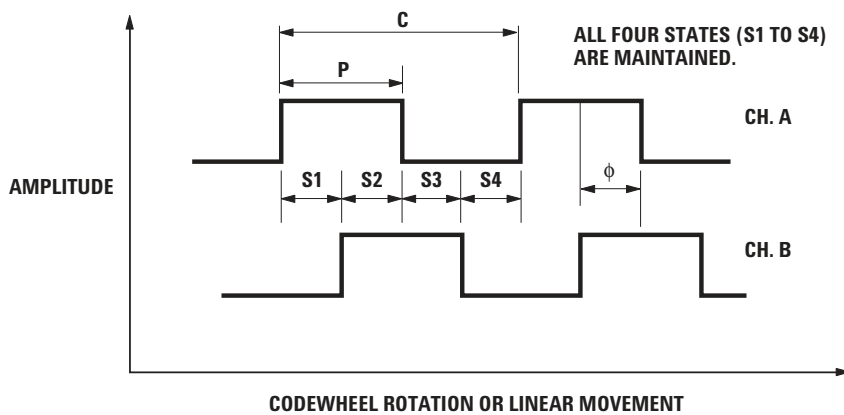 C
ALL FOUR STATES (S1 TO S4)
ARE MAINTAINED.
P
CH. A
AMPLITUDE
S1 S2 S3 S4
ϕ
CH. B
CODEWHEEL ROTATION OR LINEAR MOVEMENT